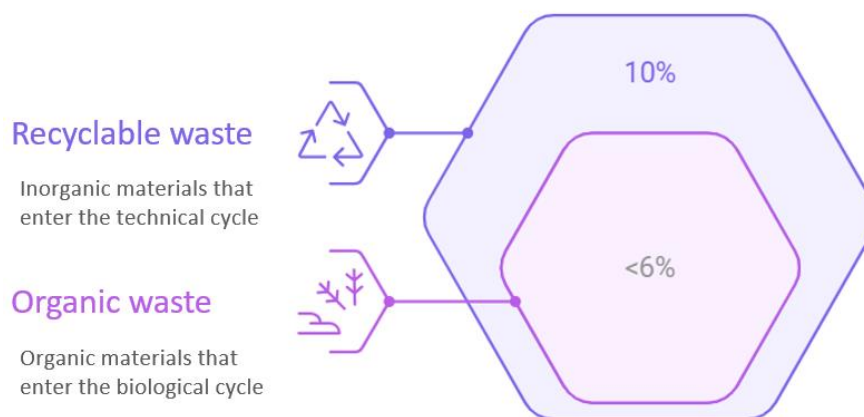 10%
Recyclable waste
Inorganic materials that
enter the technical cycle
<6%
Organic waste
Organic materials that
enter the biological cycle